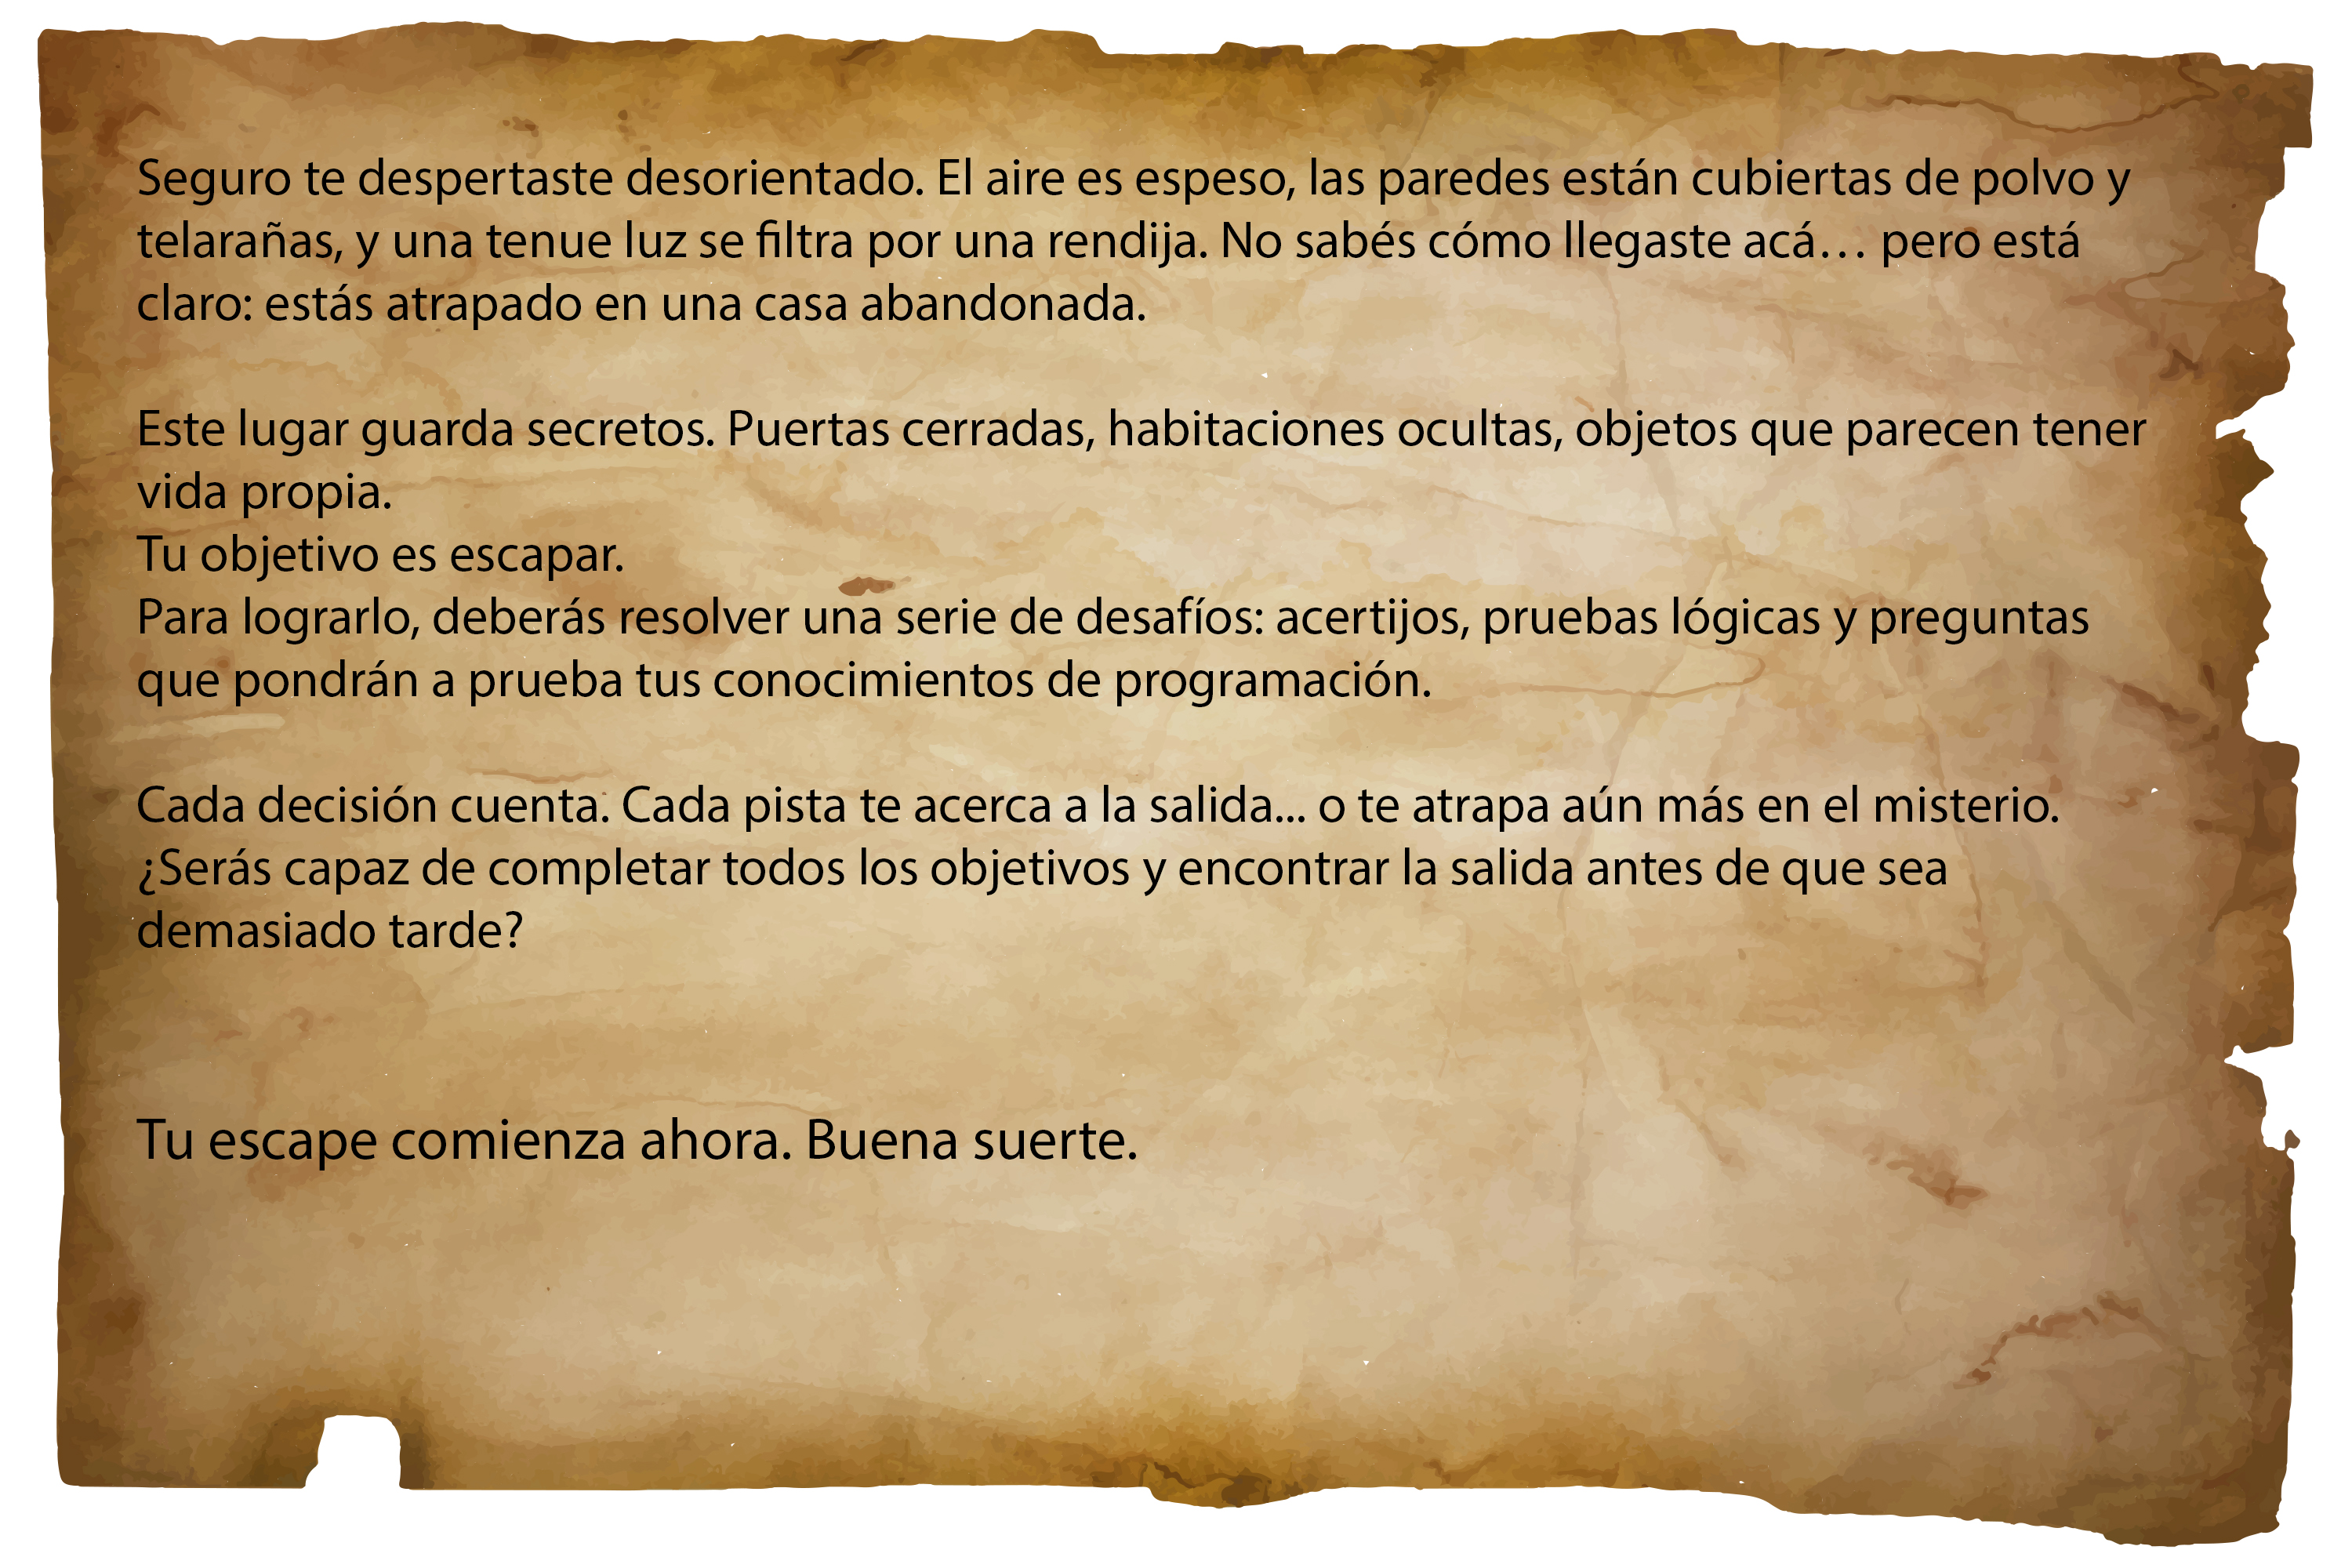 Seguro te despertaste desorientado. El aire es espeso, las paredes están cubiertas de polvo y
telarañas, y una tenue luz se filtra por una rendija. No sabés cómo llegaste acá… pero está
claro: estás atrapado en una casa abandonada.
Este lugar guarda secretos. Puertas cerradas, habitaciones ocultas, objetos que parecen tener
vida propia.
Tu objetivo es escapar.
Para lograrlo, deberás resolver una serie de desafíos: acertijos, pruebas lógicas y preguntas
que pondrán a prueba tus conocimientos de programación.
Cada decisión cuenta. Cada pista te acerca a la salida... o te atrapa aún más en el misterio.
¿Serás capaz de completar todos los objetivos y encontrar la salida antes de que sea
demasiado tarde?
Tu escape comienza ahora. Buena suerte.